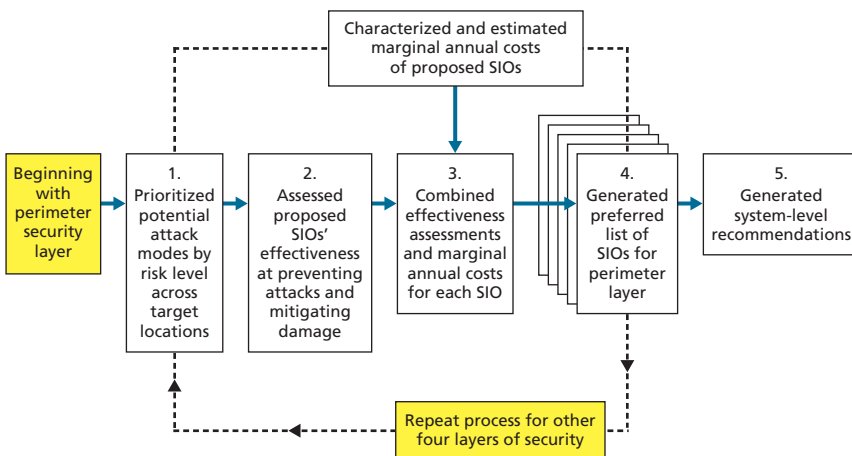 Characterized and estimated
marginal annual costs
of proposed SIOs
Beginning
with
perimeter
security
layer
1.
Prioritized
potential
attack
modes by
risk level
across
target
locations
2.
Assessed
proposed
SIOs’
effectiveness
at preventing
attacks and
mitigating
damage
3.
Combined
effectiveness
assessments
and marginal
annual costs
for each SIO
4.
Generated
preferred
list of
SIOs for
perimeter
layer
5.
Generated
system-level
recommendations
Repeat process for other
four layers of security